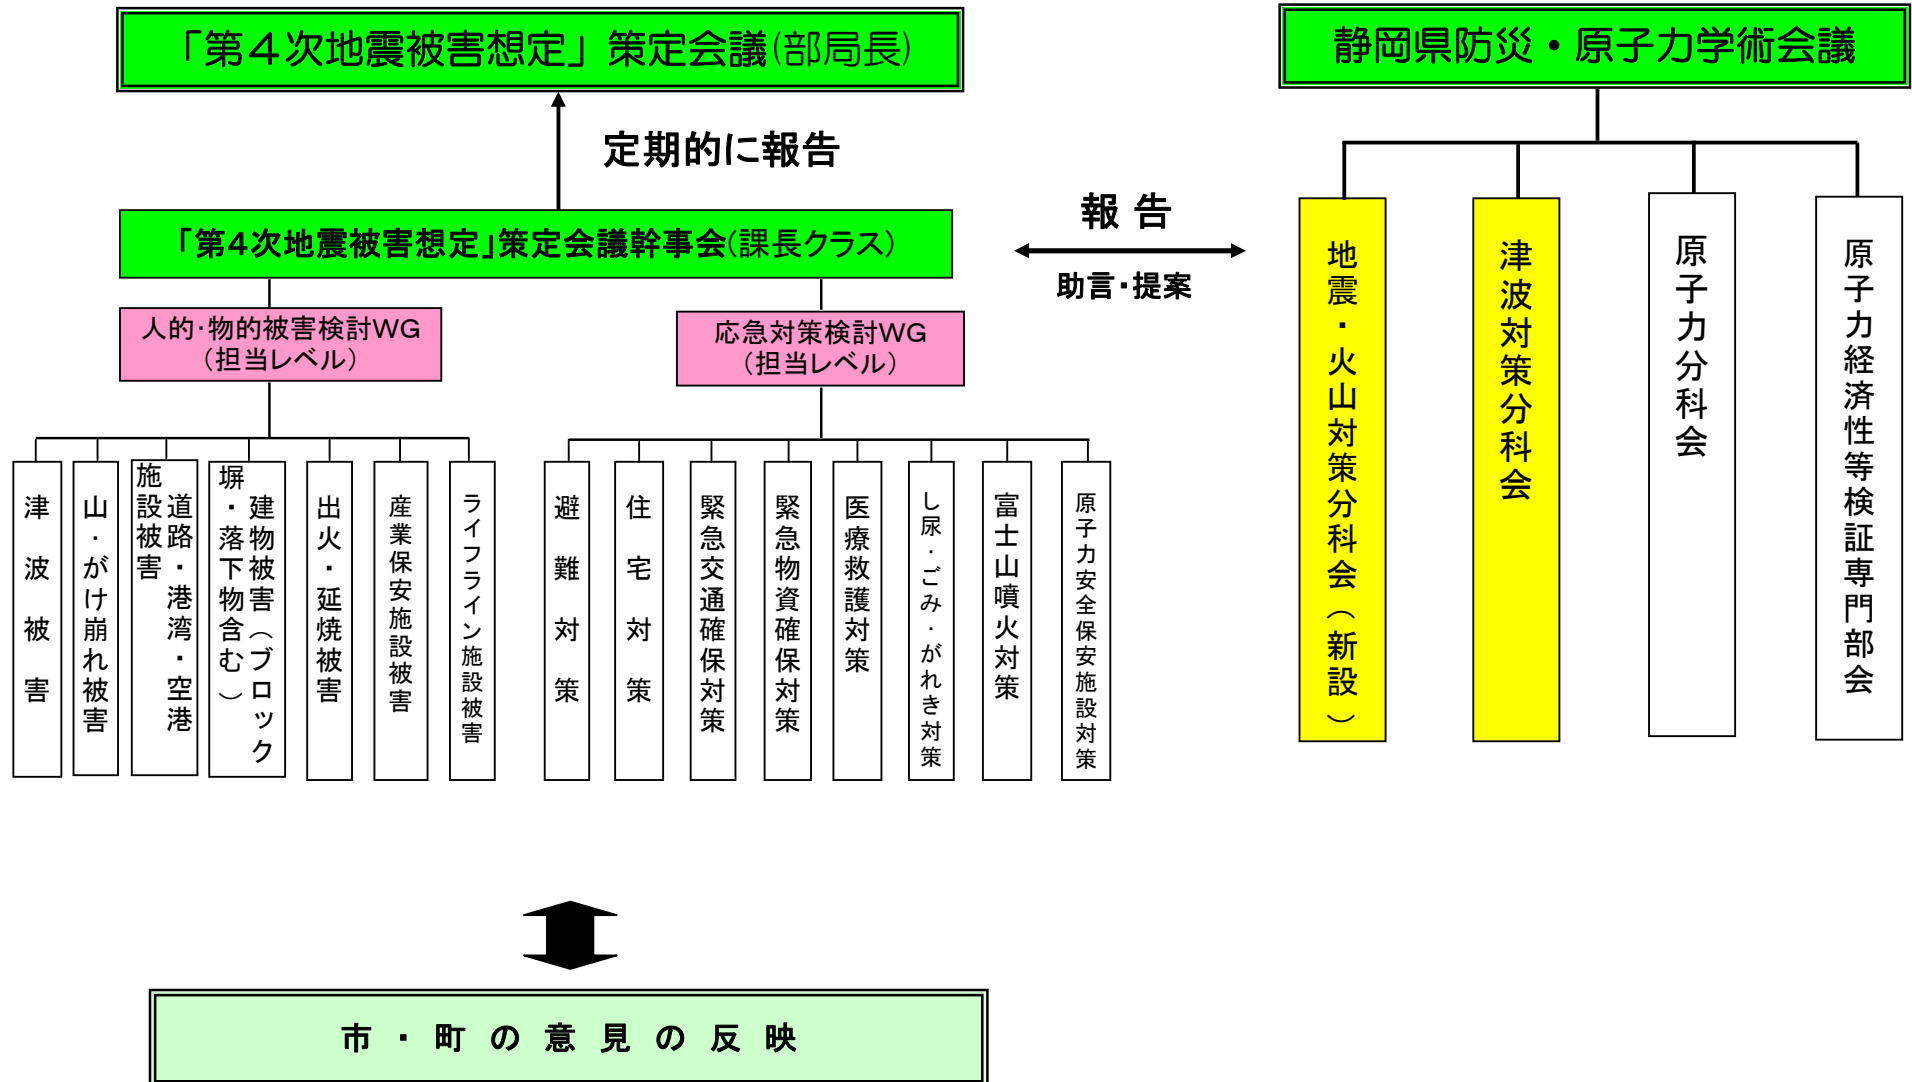 「第４次地震被害想定」策定会議(部局長)
定期的に報告
「第４次地震被害想定」策定会議幹事会(課長クラス)
人的・物的被害検討WG
(担当レベル)
応急対策検討WG
(担当レベル)
津波被害
山・がけ崩れ被害
道路・港湾・空港
施設被害
建物被害(ブロック
塀・落下物含む)
出火・延焼被害
産業保安施設被害
ライフライン施設被害
避難対策
住宅対策
緊急交通確保対策
緊急物資確保対策
医療救護対策
し尿・ごみ・がれき対策
富士山噴火対策
原子力安全保安施設対策
報 告
助言・提案
静岡県防災・原子力学術会議
地震・火山対策分科会(新設)
津波対策分科会
原子力分科会
原子力経済性等検証専門部会
市・町の意見の反映